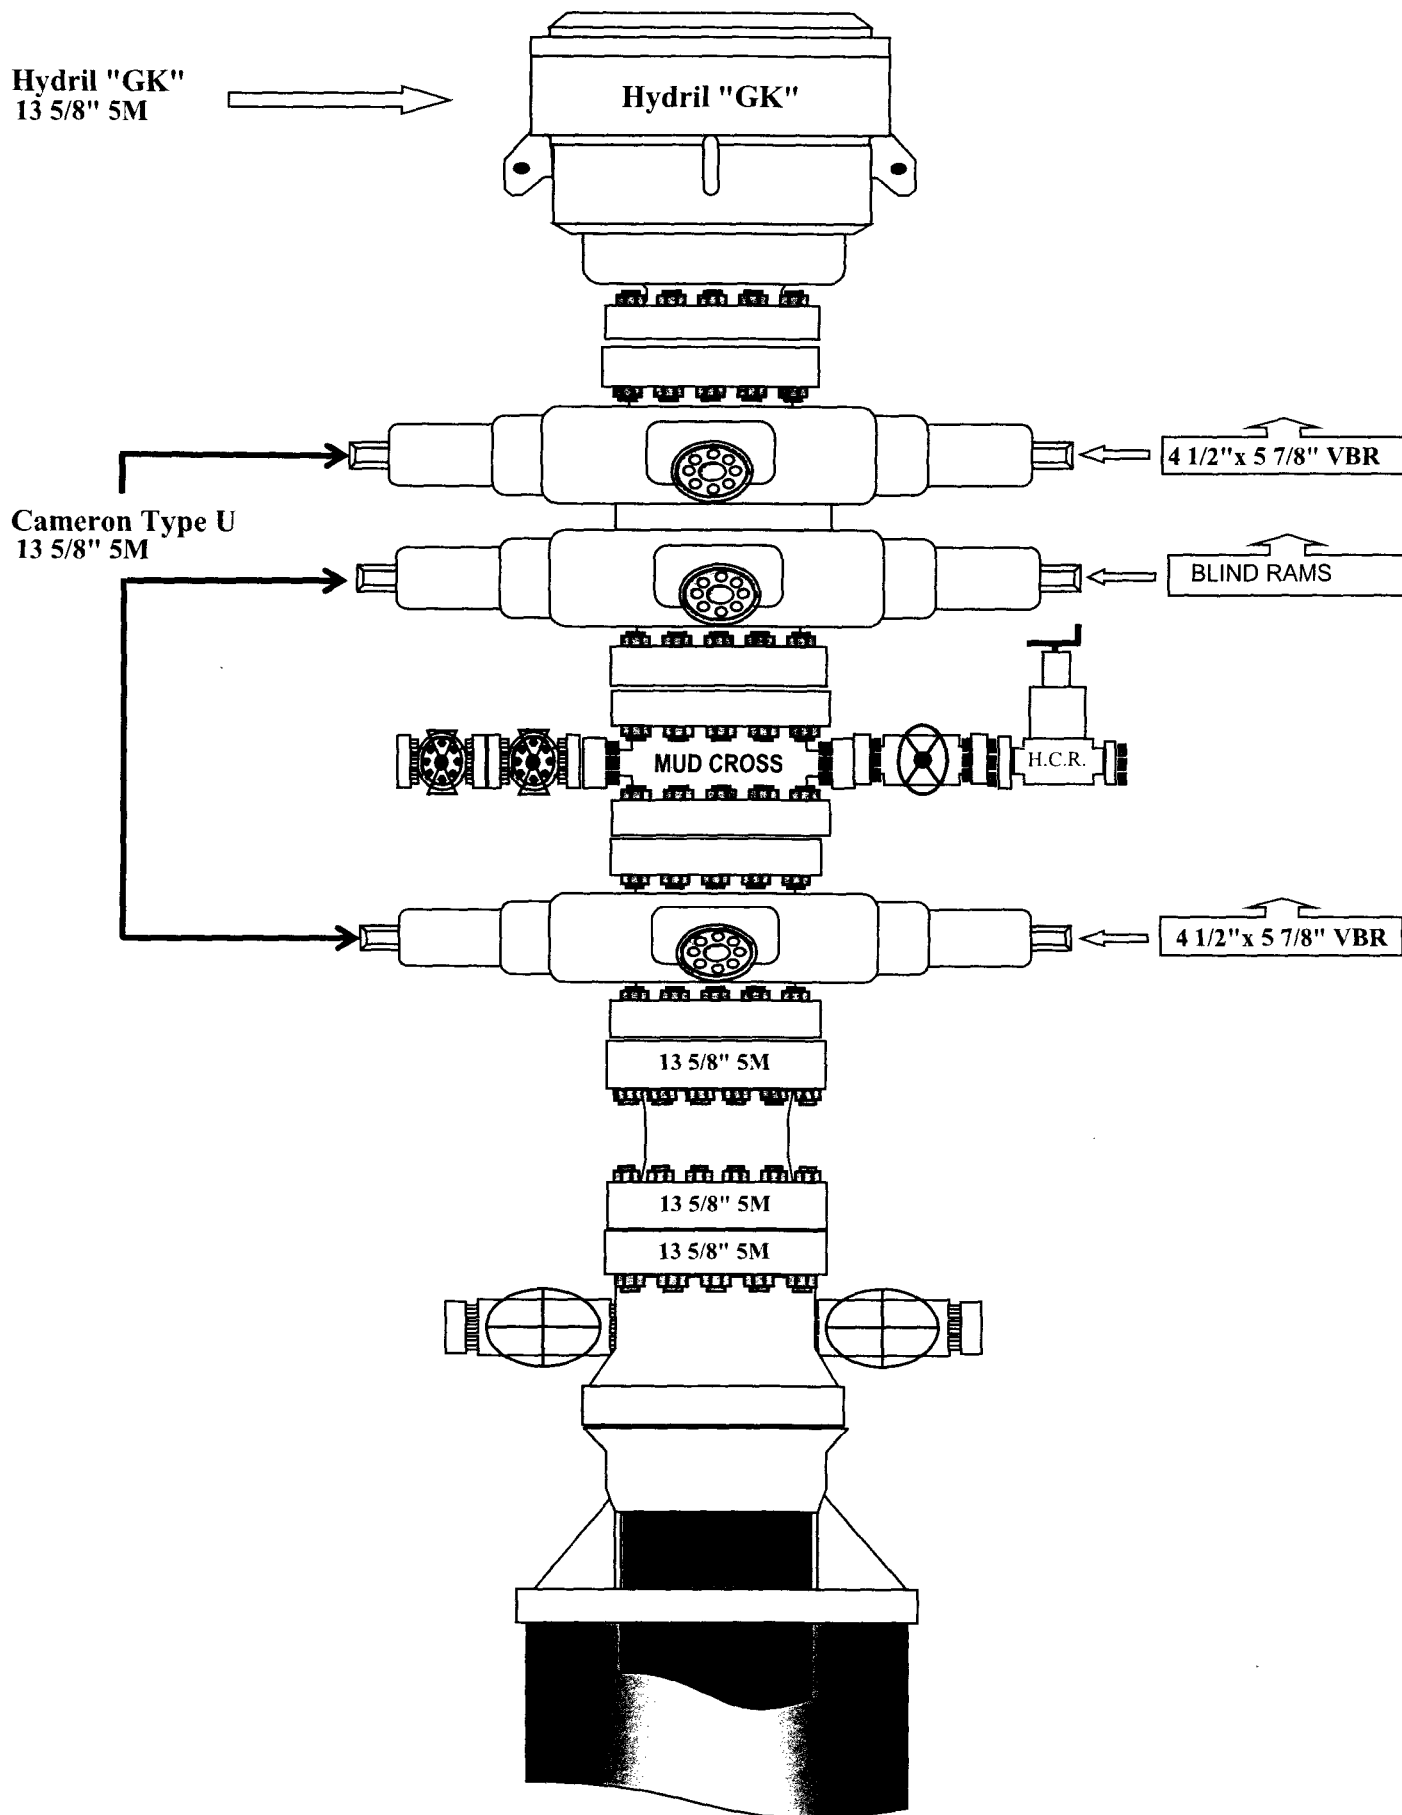 Hydril "GK"
13 5/8" 5M
Hydril "GK"
4 1/2"x 5 7/8" VBR
Cameron Type U
13 5/8" 5M
BLIND RAMS
MUD CROSS
H.C.R.
4 1/2"x 5 7/8" VBR
13 5/8" 5M
13 5/8" 5M
13 5/8" 5M